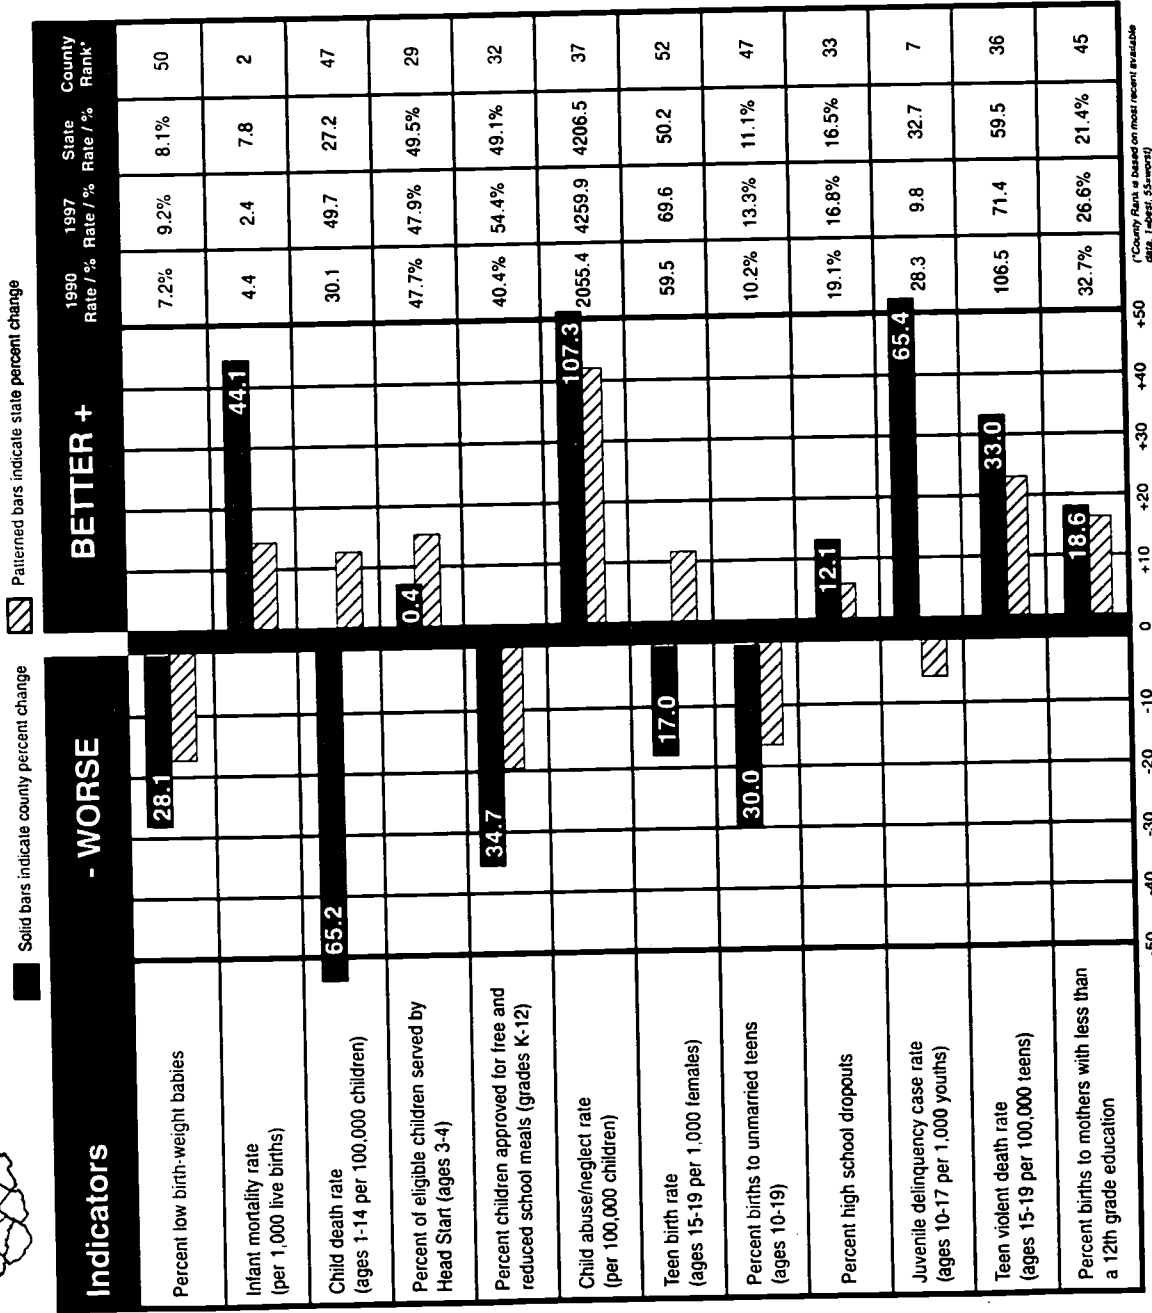 Solid bars indicate county percent change
Patterned bars indicate state percent change
Indicators
- WORSE
BETTER +
1990
Rate / %
1997
Rate / %
State
Rate / %
County
Rank*
Percent low birth-weight babies
28.1
7.2%
9.2%
8.1%
50
Infant mortality rate
(per 1,000 live births)
44.1
4.4
2.4
7.8
2
Child death rate
(ages 1-14 per 100,000 children)
65.2
30.1
49.7
27.2
47
Percent of eligible children served by
Head Start (ages 3-4)
0.4
47.7%
47.9%
49.5%
29
Percent children approved for free and
reduced school meals (grades K-12)
34.7
40.4%
54.4%
49.1%
32
Child abuse/neglect rate
(per 100,000 children)
107.3
2055.4
4259.9
4206.5
37
Teen birth rate
(ages 15-19 per 1,000 females)
17.0
59.5
69.6
50.2
52
Percent births to unmarried teens
(ages 10-19)
30.0
10.2%
13.3%
11.1%
47
Percent high school dropouts
12.1
19.1%
16.8%
16.5%
33
Juvenile delinquency case rate
(ages 10-17 per 1,000 youths)
65.4
28.3
9.8
32.7
7
Teen violent death rate
(ages 15-19 per 100,000 teens)
33.0
106.5
71.4
59.5
36
Percent births to mothers with less than
a 12th grade education
18.6
32.7%
26.6%
21.4%
45
-50
-40
-30
-20
-10
0
+10
+20
+30
+40
+50
(*County Rank is based on most recent available
data. 1=best, 55=worst)